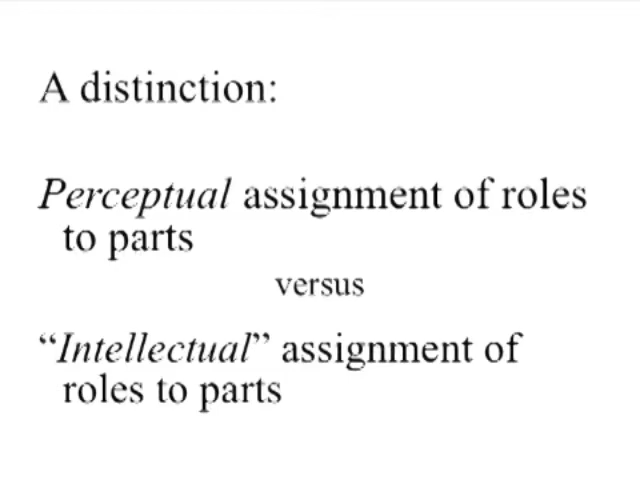 A distinction:
Perceptual assignment of roles
to parts
versus
“Intellectual” assignment of
roles to parts